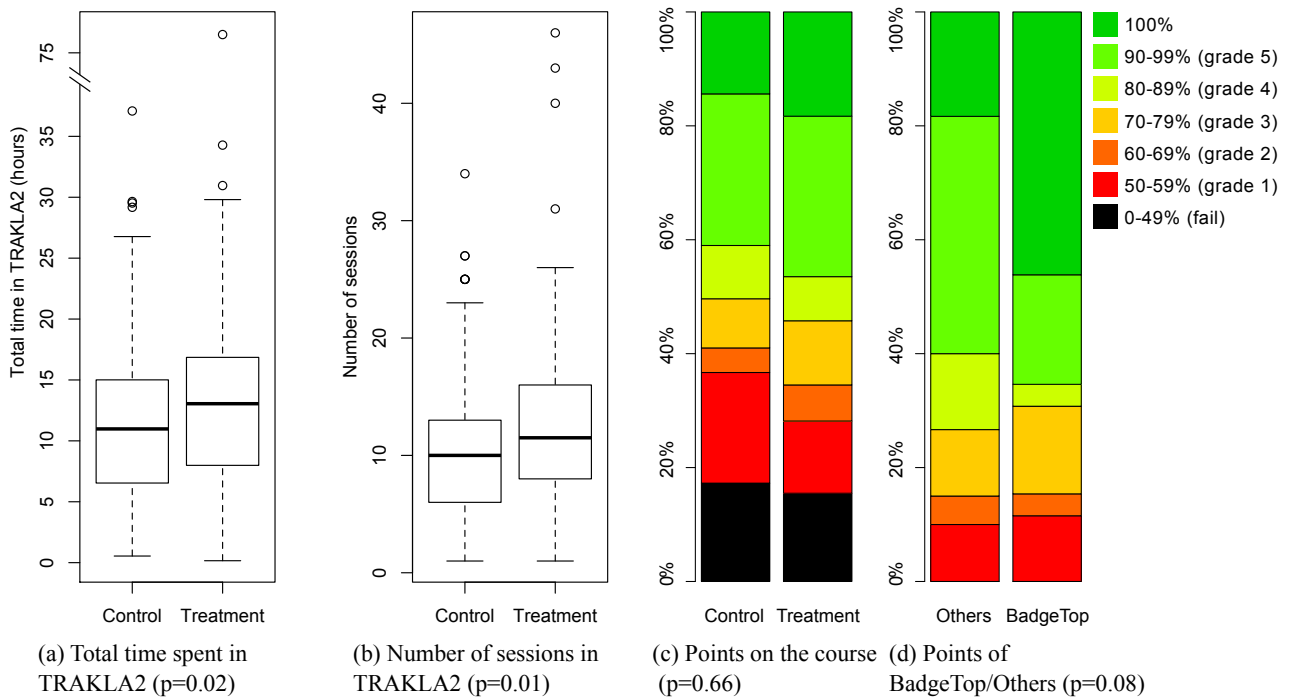 Total time in TRAKLA2 (hours)
0
5
10
15
20
25
30
35
75
Control
Treatment
(a) Total time spent in
TRAKLA2 (p=0.02)
Number of sessions
0
10
20
30
40
Control
Treatment
(b) Number of sessions in
TRAKLA2 (p=0.01)
0%
20%
40%
60%
80%
100%
Control
Treatment
(c) Points on the course
(p=0.66)
0%
20%
40%
60%
80%
100%
Others
BadgeTop
(d) Points of
BadgeTop/Others (p=0.08)
100%
90-99% (grade 5)
80-89% (grade 4)
70-79% (grade 3)
60-69% (grade 2)
50-59% (grade 1)
0-49% (fail)